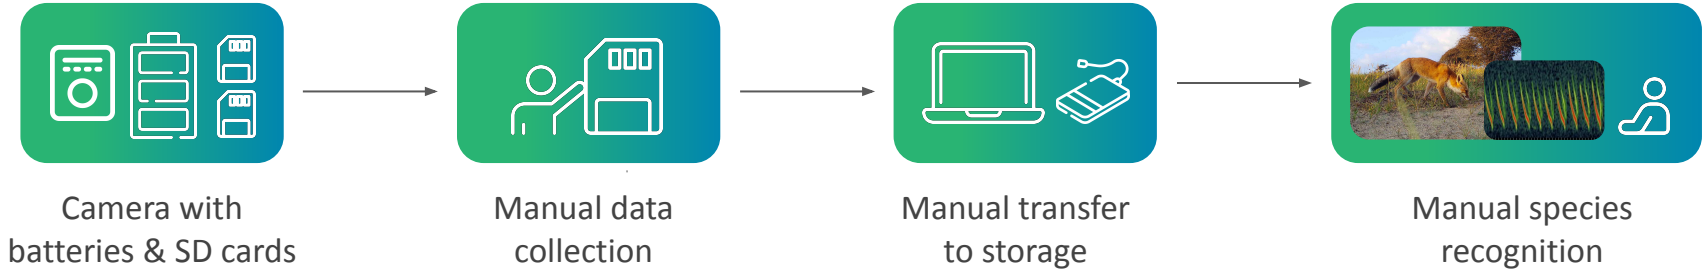 Camera with
batteries & SD cards
Manual data
collection
Manual transfer
to storage
Manual species
recognition